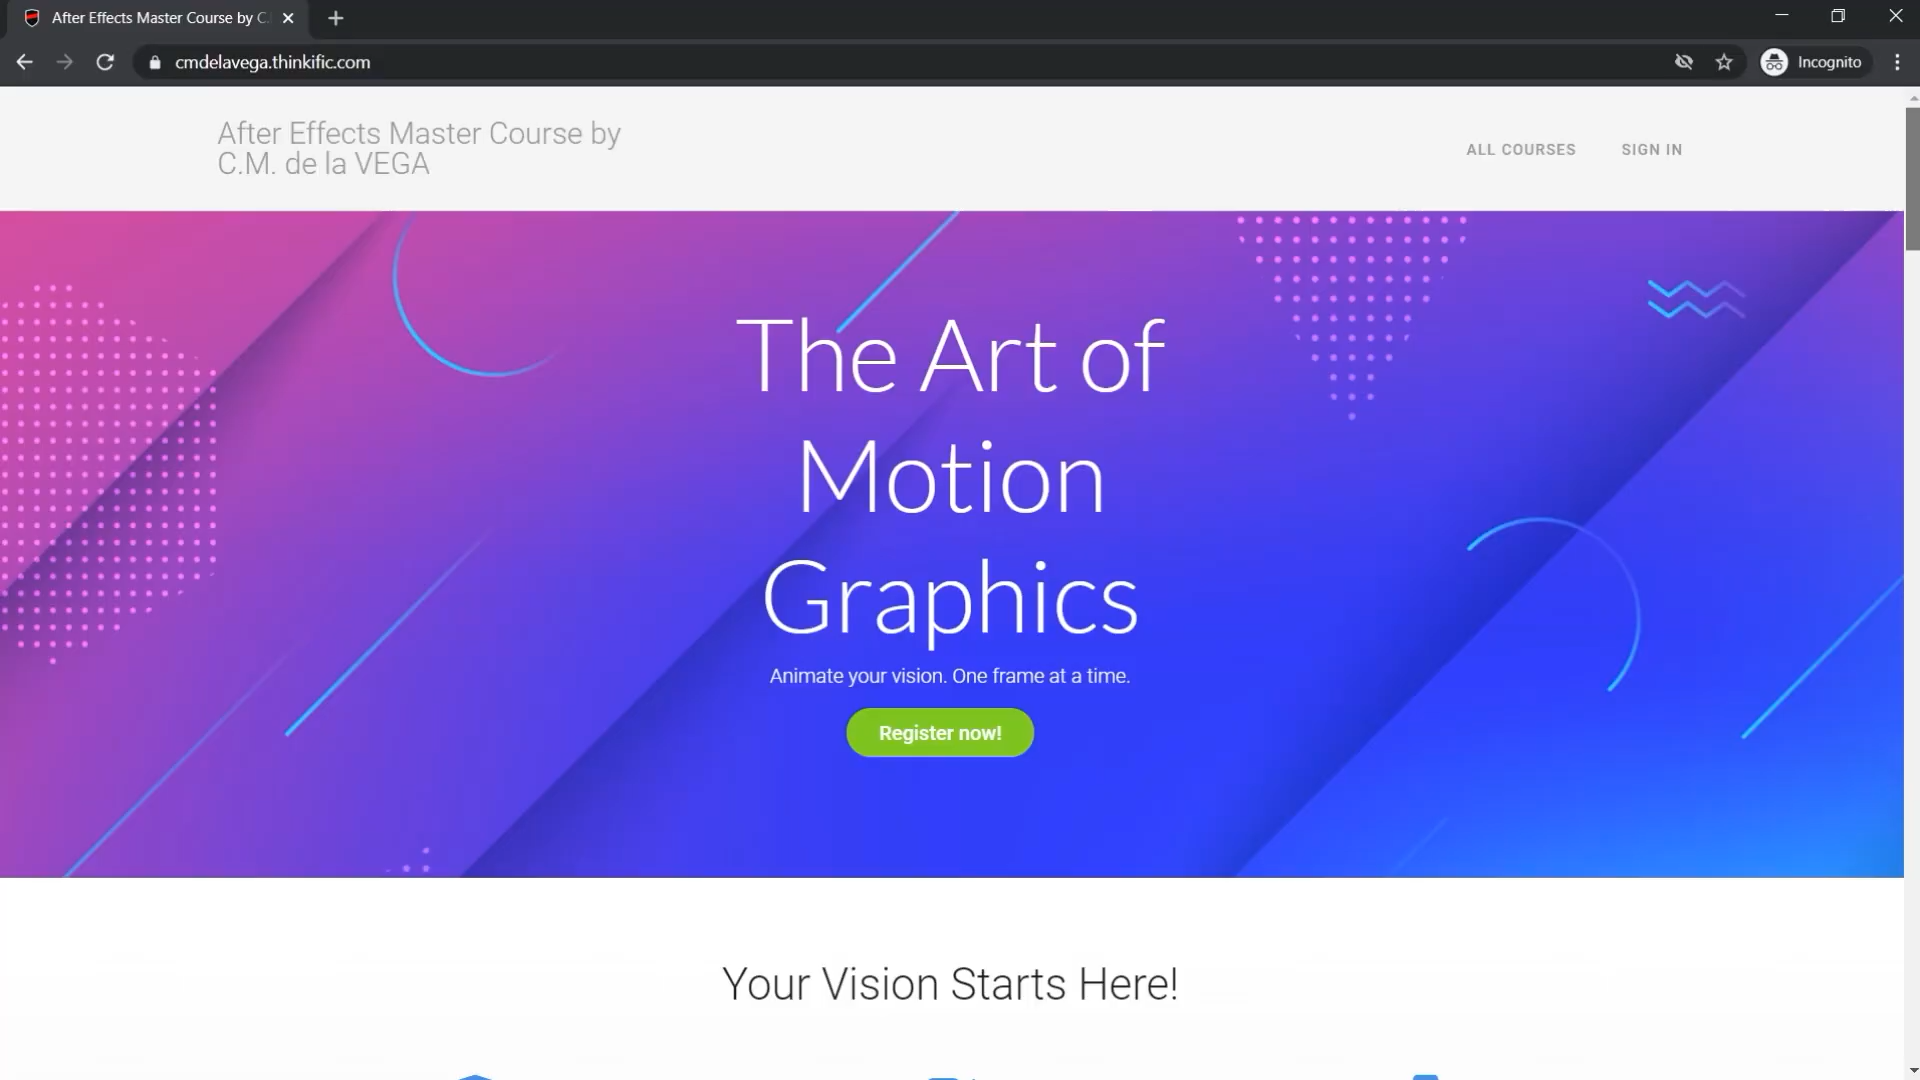 After Effects Master Course by C.
cmdelavega.thinkific.com
Incognito
After Effects Master Course by
C.M. de la VEGA
ALL COURSES
SIGN IN
The Art of
Motion
Graphics
Animate your vision. One frame at a time.
Register now!
Your Vision Starts Here!